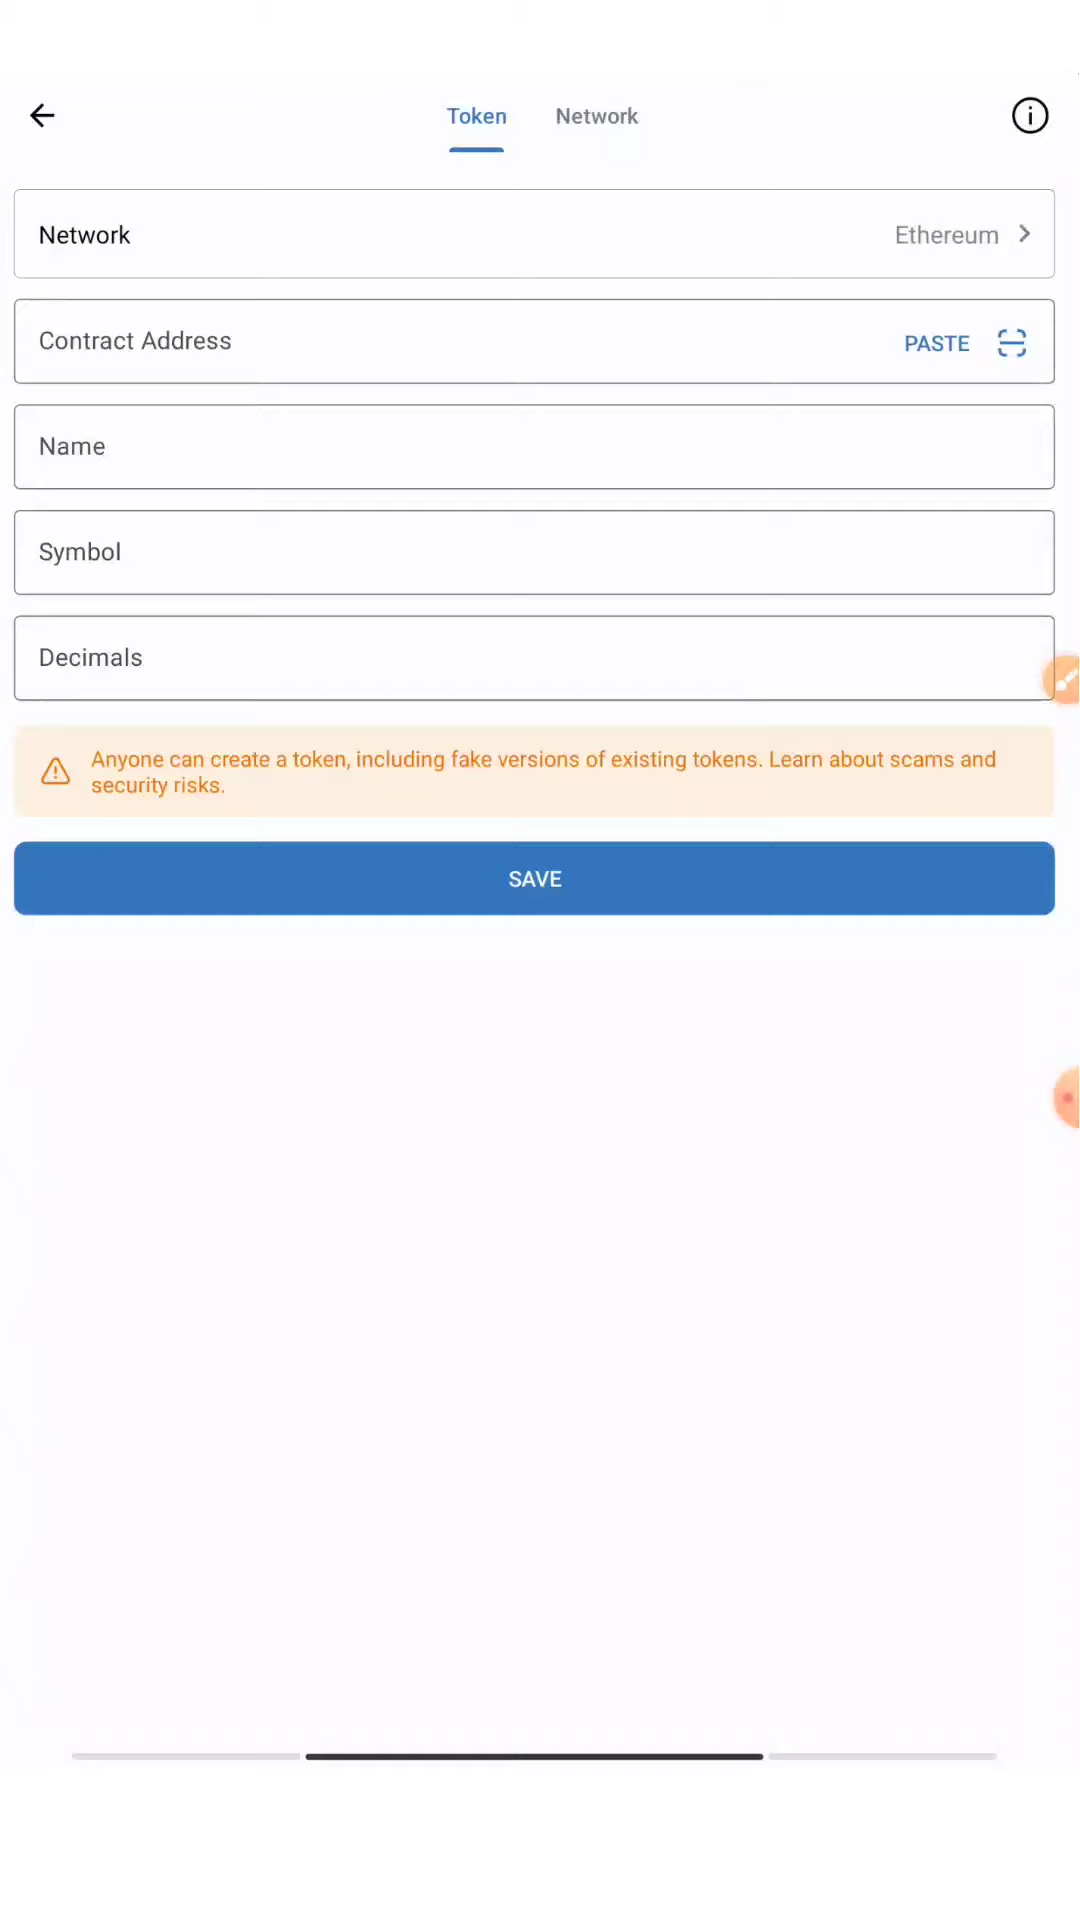 Token
Network
Network
Ethereum
Contract Address
PASTE
Name
Symbol
Decimals
Anyone can create a token, including fake versions of existing tokens. Learn about scams and
security risks.
SAVE